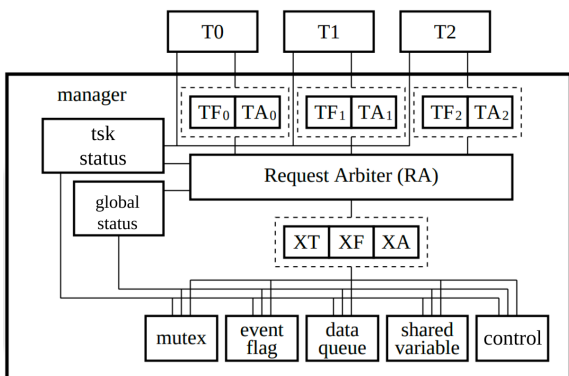 T0
T1
T2
manager
TF₀ TA₀
TF₁ TA₁
TF₂ TA₂
tsk
status
Request Arbiter (RA)
global
status
XT XF XA
mutex
event
flag
data
queue
shared
variable
control